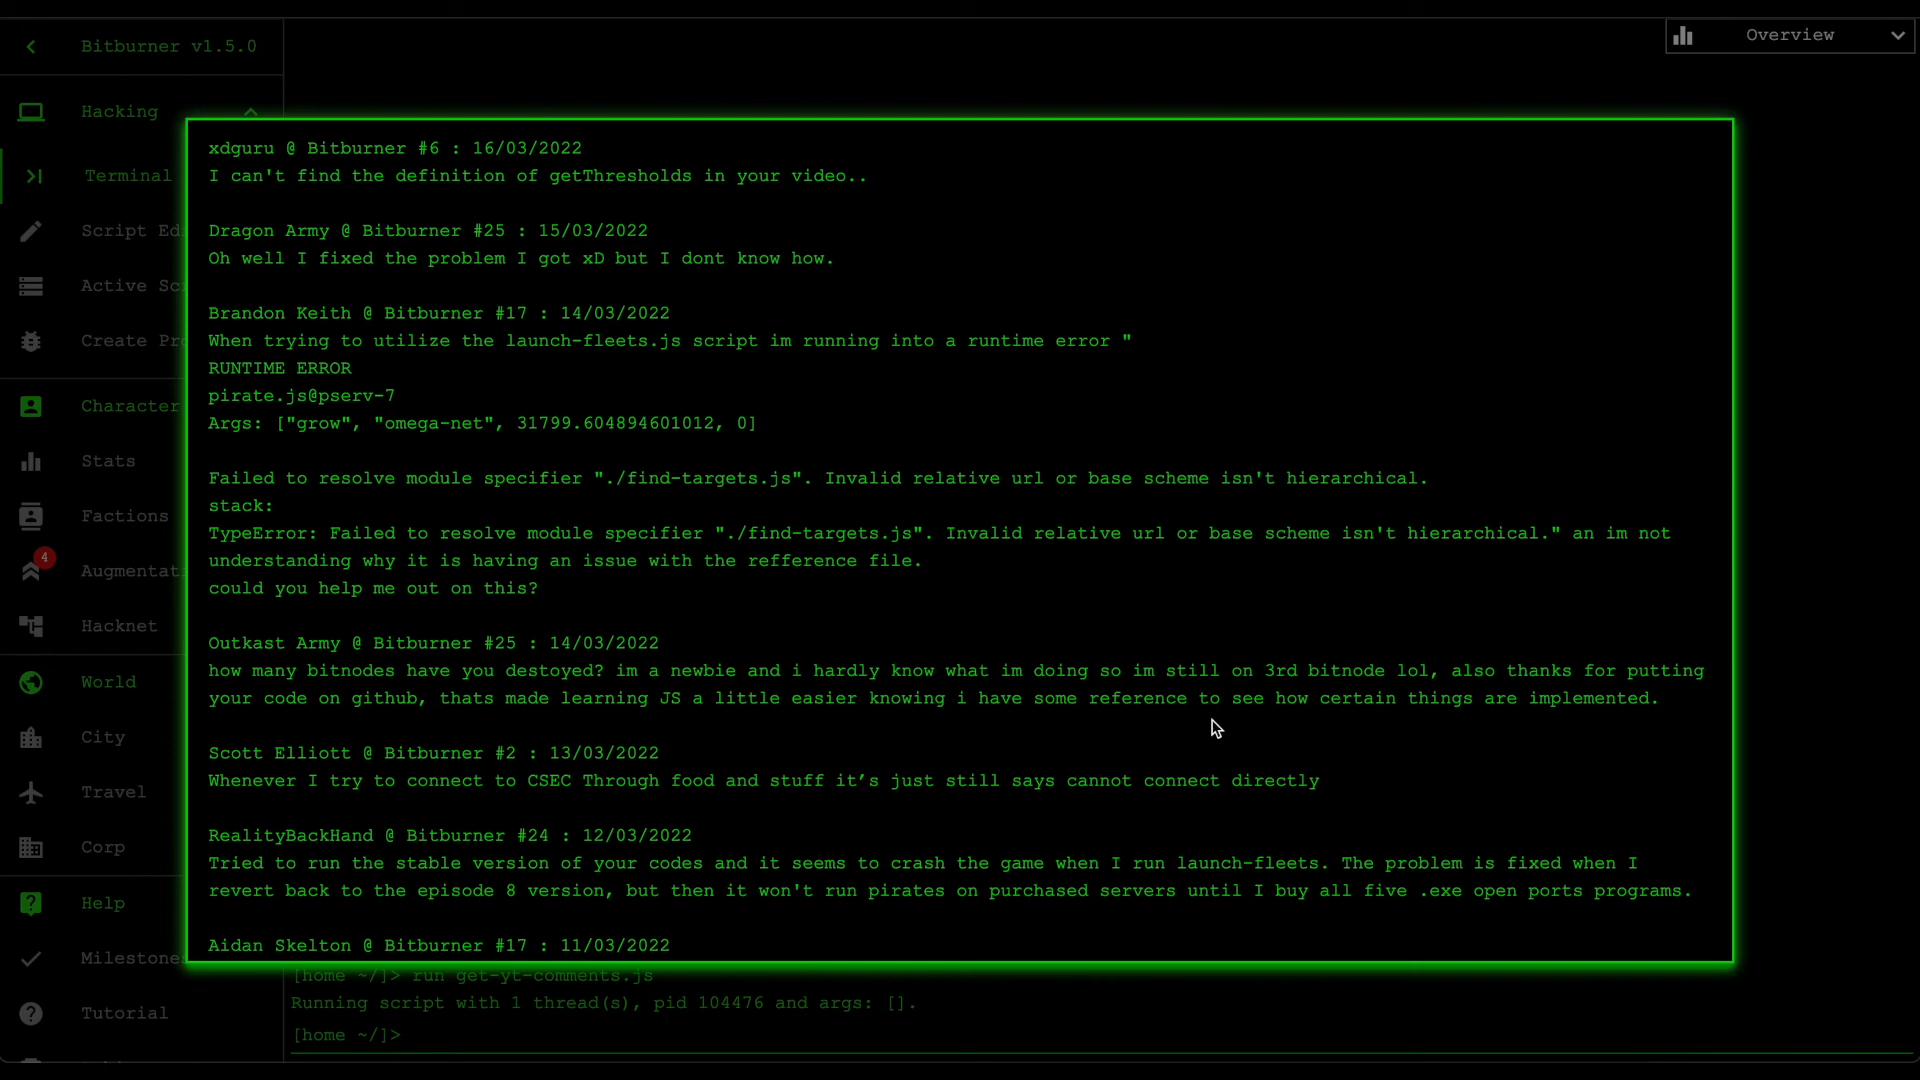 Bitburner v1.5.0
Overview
Hacking
Terminal
Script Ed
Active Sc
Create Pr
Character
Stats
Factions
4
Augmentat
Hacknet
World
City
Travel
Corp
Help
Milestone
Tutorial
xdguru @ Bitburner #6 : 16/03/2022
I can't find the definition of getThresholds in your video..
Dragon Army @ Bitburner #25 : 15/03/2022
Oh well I fixed the problem I got xD but I dont know how.
Brandon Keith @ Bitburner #17 : 14/03/2022
When trying to utilize the launch-fleets.js script im running into a runtime error "
RUNTIME ERROR
pirate.js@pserv-7
Args: ["grow", "omega-net", 31799.604894601012, 0]
Failed to resolve module specifier "./find-targets.js". Invalid relative url or base scheme isn't hierarchical.
stack:
TypeError: Failed to resolve module specifier "./find-targets.js". Invalid relative url or base scheme isn't hierarchical." an im not
understanding why it is having an issue with the refference file.
could you help me out on this?
Outkast Army @ Bitburner #25 : 14/03/2022
how many bitnodes have you destoyed? im a newbie and i hardly know what im doing so im still on 3rd bitnode lol, also thanks for putting
your code on github, thats made learning JS a little easier knowing i have some reference to see how certain things are implemented.
Scott Elliott @ Bitburner #2 : 13/03/2022
Whenever I try to connect to CSEC Through food and stuff it’s just still says cannot connect directly
RealityBackHand @ Bitburner #24 : 12/03/2022
Tried to run the stable version of your codes and it seems to crash the game when I run launch-fleets. The problem is fixed when I
revert back to the episode 8 version, but then it won't run pirates on purchased servers until I buy all five .exe open ports programs.
Aidan Skelton @ Bitburner #17 : 11/03/2022
[home ~/]> run get-yt-comments.js
Running script with 1 thread(s), pid 104476 and args: [].
[home ~/]>